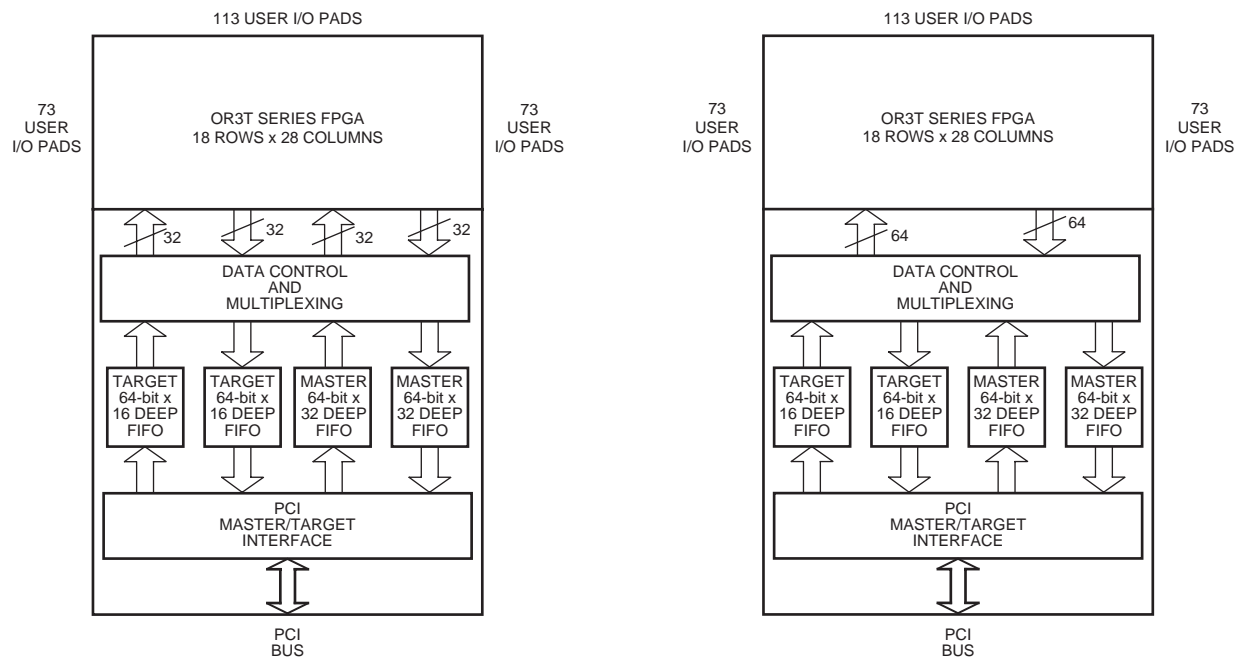 113 USER I/O PADS
73
USER
I/O PADS
OR3T SERIES FPGA
18 ROWS x 28 COLUMNS
73
USER
I/O PADS
32
32
32
32
DATA CONTROL
AND
MULTIPLEXING
TARGET
64-bit x
16 DEEP
FIFO
TARGET
64-bit x
16 DEEP
FIFO
MASTER
64-bit x
32 DEEP
FIFO
MASTER
64-bit x
32 DEEP
FIFO
PCI
MASTER/TARGET
INTERFACE
PCI
BUS
113 USER I/O PADS
73
USER
I/O PADS
OR3T SERIES FPGA
18 ROWS x 28 COLUMNS
73
USER
I/O PADS
64
64
DATA CONTROL
AND
MULTIPLEXING
TARGET
64-bit x
16 DEEP
FIFO
TARGET
64-bit x
16 DEEP
FIFO
MASTER
64-bit x
32 DEEP
FIFO
MASTER
64-bit x
32 DEEP
FIFO
PCI
MASTER/TARGET
INTERFACE
PCI
BUS